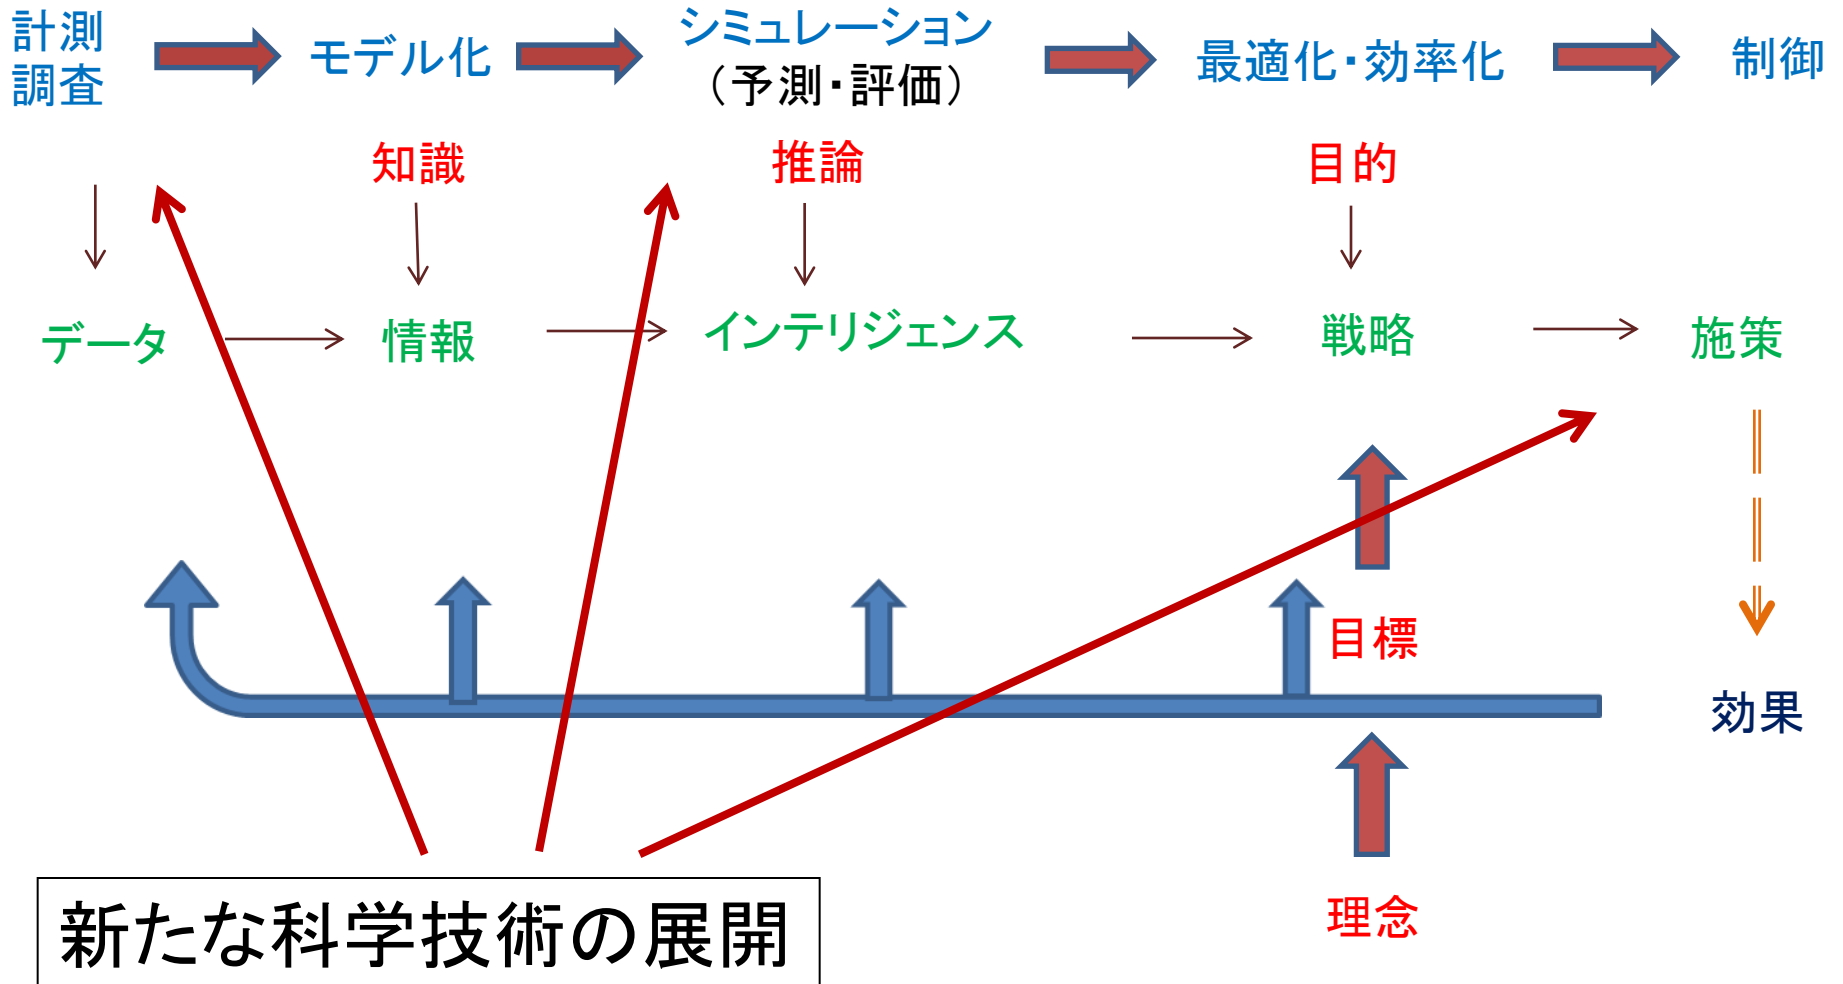 計測
調査
モデル化
シミュレーション
（予測・評価）
最適化・効率化
制御
知識
推論
目的
データ
情報
インテリジェンス
戦略
施策
目標
効果
理念
新たな科学技術の展開